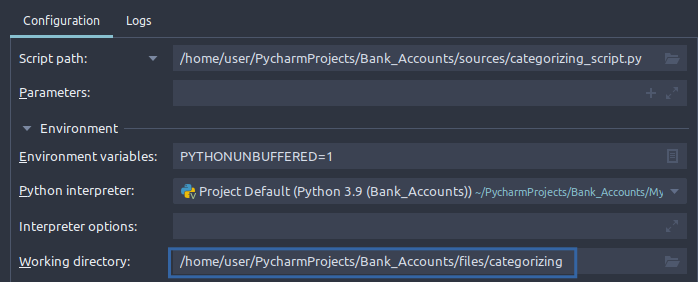 Configuration Logs
Script path: /home/user/PycharmProjects/Bank_Accounts/sources/categorizing_script.py
Parameters:
Environment
Environment variables: PYTHONUNBUFFERED=1
Python interpreter: Project Default (Python 3.9 (Bank_Accounts)) ~/PycharmProjects/Bank_Accounts/My
Interpreter options:
Working directory: /home/user/PycharmProjects/Bank_Accounts/files/categorizing